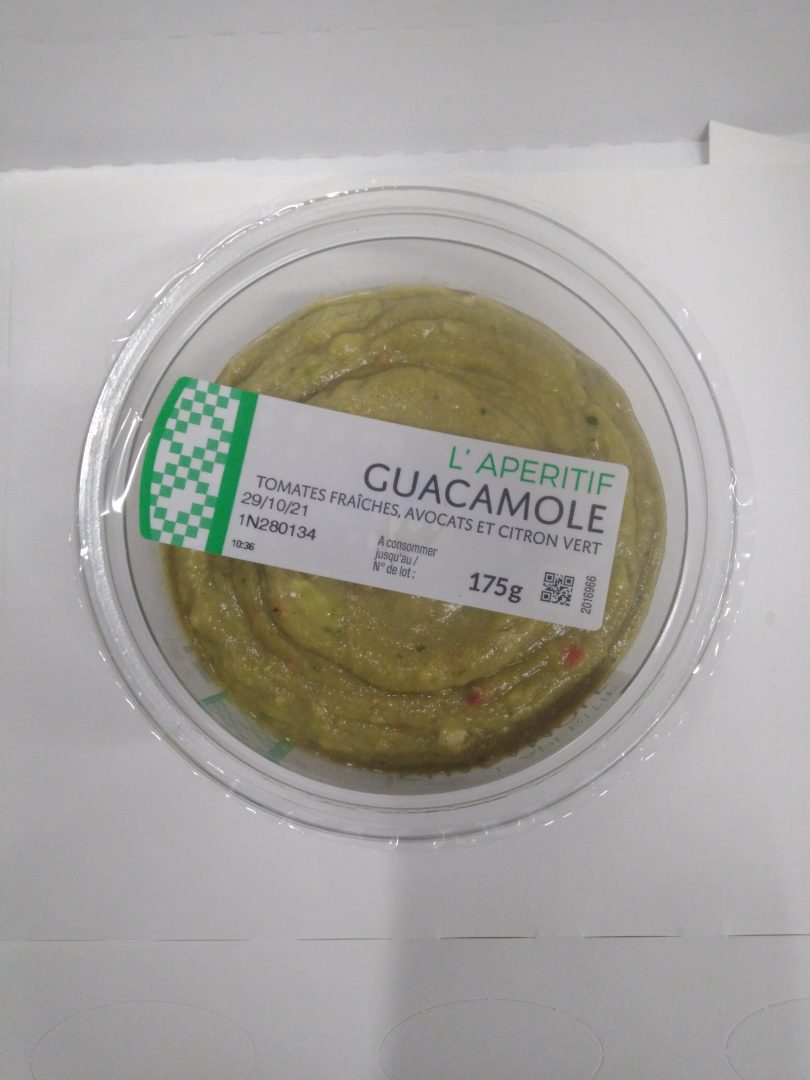 L' APERITIF
GUACAMOLE
TOMATES FRAÎCHES, AVOCATS ET CITRON VERT
29/10/21
1N280134
10:36
A consommer
jusqu'au /
N° de lot :
175g
2016966